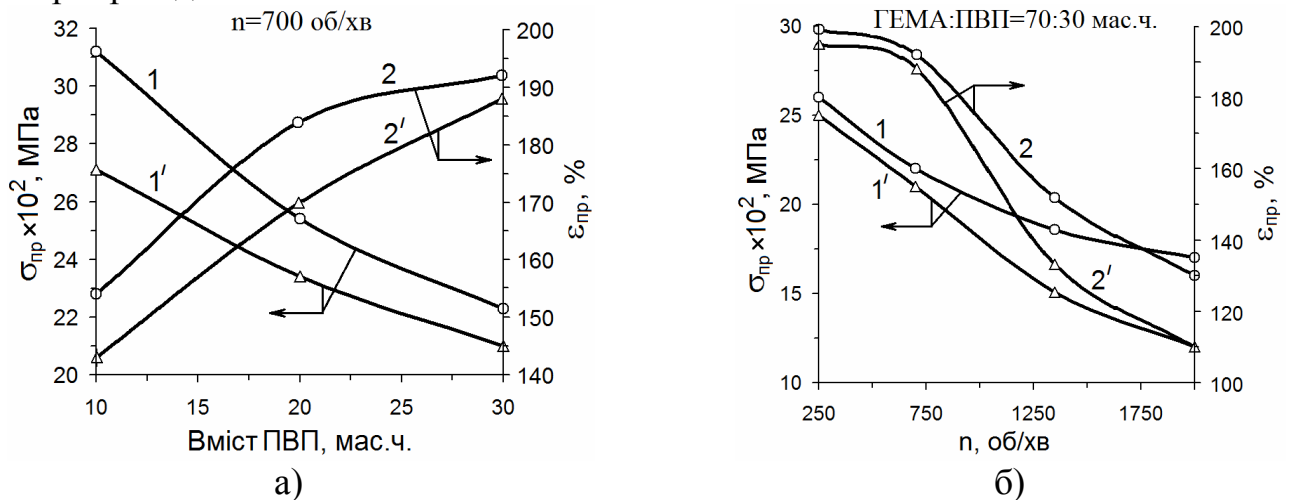 n=700 об/хв
σпр ×10², МПа
32
30
28
26
24
22
20
200
190
180
170
160
150
140
εпр, %
1
2
2′
1′
10 15 20 25 30
Вміст ПВП, мас.ч.
а)
ГЕМА:ПВП=70:30 мас.ч.
σпр ×10², МПа
30
25
20
15
10
200
180
160
140
120
100
εпр, %
1
2
1′
2′
250 750 1250 1750
n, об/хв
б)